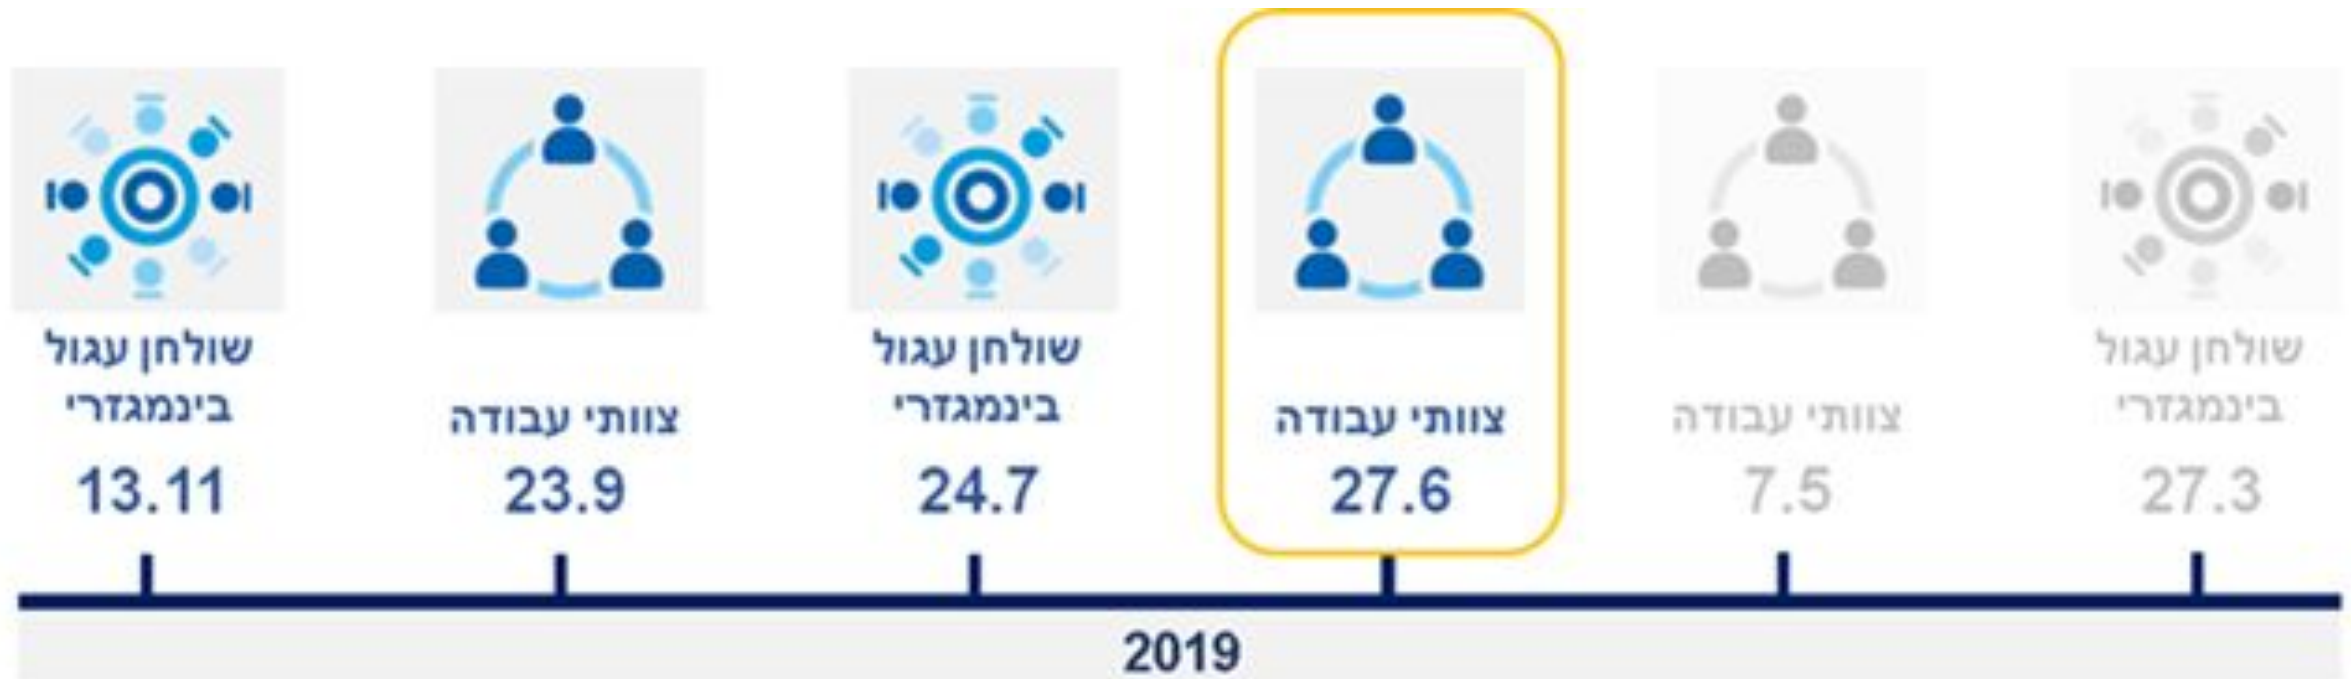 שולחן עגול
בינמגזרי
27.3
צוותי עבודה
7.5
צוותי עבודה
27.6
שולחן עגול
בינמגזרי
24.7
צוותי עבודה
23.9
שולחן עגול
בינמגזרי
13.11
2019